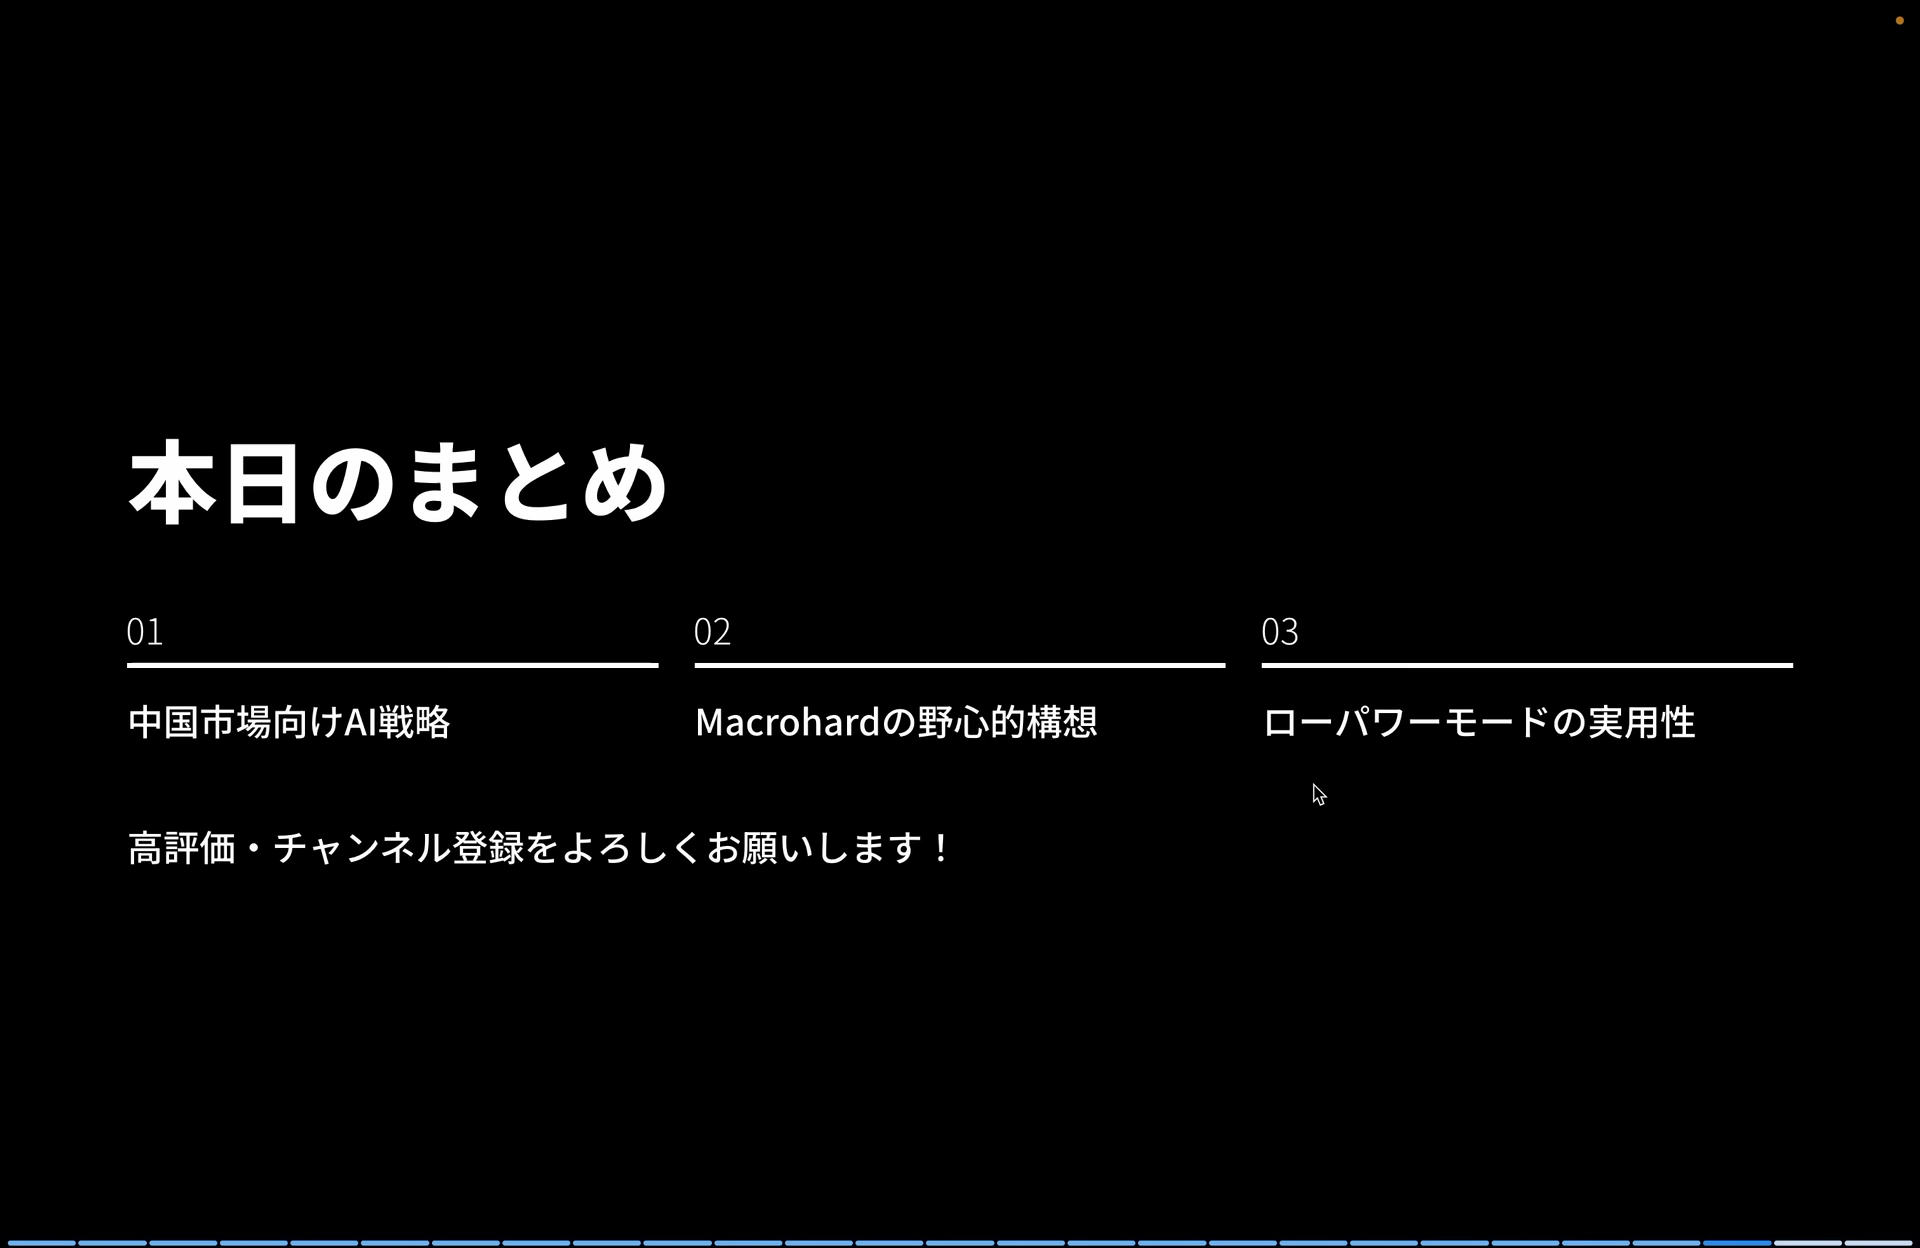 本日のまとめ
01
中国市場向けAI戦略
02
Macrohardの野心的構想
03
ローパワーモードの実用性
高評価・チャンネル登録をよろしくお願いします！